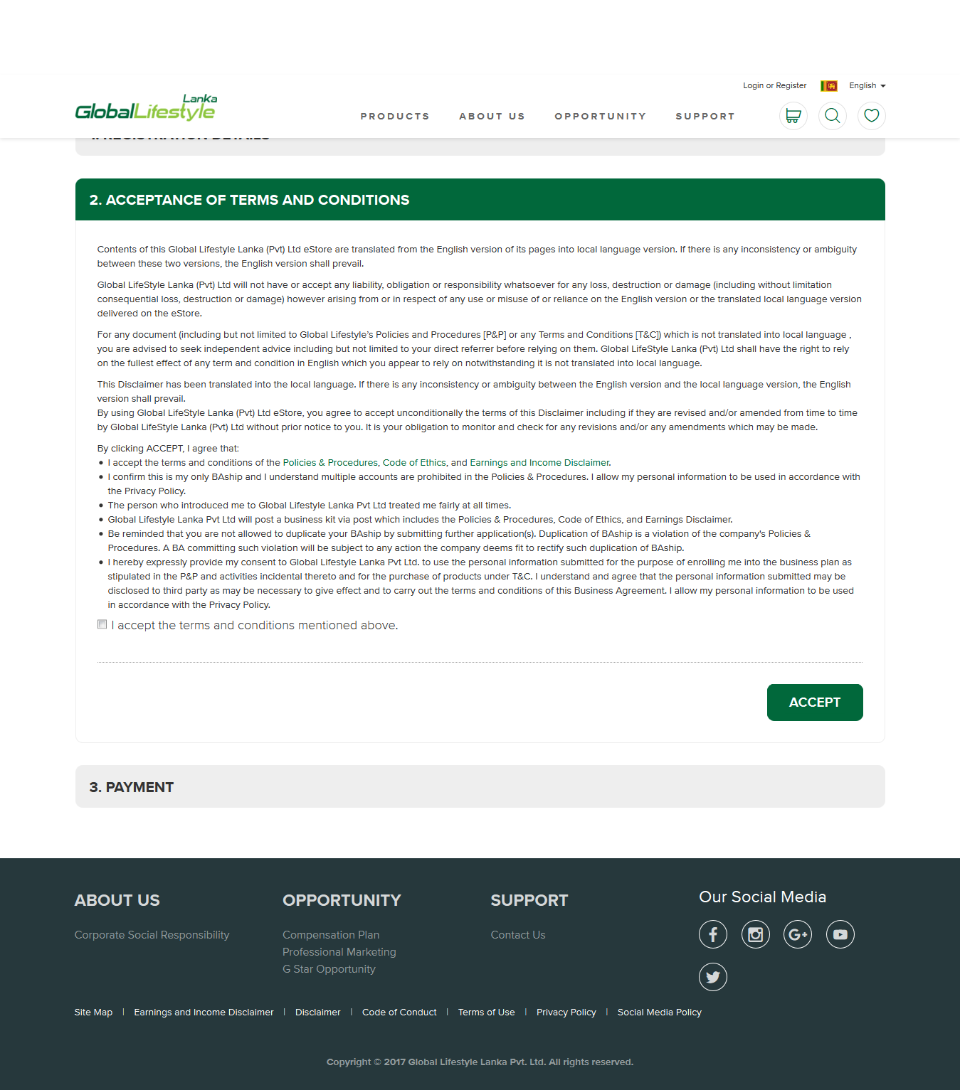 Login or Register English
Lanka
GlobalLifestyle
PRODUCTS ABOUT US OPPORTUNITY SUPPORT
1. REGISTRATION DETAILS
2. ACCEPTANCE OF TERMS AND CONDITIONS
Contents of this Global Lifestyle Lanka (Pvt) Ltd eStore are translated from the English version of its pages into local language version. If there is any inconsistency or ambiguity
between these two versions, the English version shall prevail.
Global LifeStyle Lanka (Pvt) Ltd will not have or accept any liability, obligation or responsibility whatsoever for any loss, destruction or damage (including without limitation
consequential loss, destruction or damage) however arising from or in respect of any use or misuse of or reliance on the English version or the translated local language version
delivered on the eStore.
For any document (including but not limited to Global Lifestyle's Policies and Procedures [P&P] or any Terms and Conditions [T&C]) which is not translated into local language ,
you are advised to seek independent advice including but not limited to your direct referrer before relying on them. Global LifeStyle Lanka (Pvt) Ltd shall have the right to rely
on the fullest effect of any term and condition in English which you appear to rely on notwithstanding it is not translated into local language.
This Disclaimer has been translated into the local language. If there is any inconsistency or ambiguity between the English version and the local language version, the English
version shall prevail.
By using Global LifeStyle Lanka (Pvt) Ltd eStore, you agree to accept unconditionally the terms of this Disclaimer including if they are revised and/or amended from time to time
by Global LifeStyle Lanka (Pvt) Ltd without prior notice to you. It is your obligation to monitor and check for any revisions and/or any amendments which may be made.
By clicking ACCEPT, I agree that:
• I accept the terms and conditions of the Policies & Procedures, Code of Ethics, and Earnings and Income Disclaimer.
• I confirm this is my only BAship and I understand multiple accounts are prohibited in the Policies & Procedures. I allow my personal information to be used in accordance with
the Privacy Policy.
• The person who introduced me to Global Lifestyle Lanka Pvt Ltd treated me fairly at all times.
• Global Lifestyle Lanka Pvt Ltd will post a business kit via post which includes the Policies & Procedures, Code of Ethics, and Earnings Disclaimer.
• Be reminded that you are not allowed to duplicate your BAship by submitting further application(s). Duplication of BAship is a violation of the company's Policies &
Procedures. A BA committing such violation will be subject to any action the company deems fit to rectify such duplication of BAship.
• I hereby expressly provide my consent to Global Lifestyle Lanka Pvt Ltd. to use the personal information submitted for the purpose of enrolling me into the business plan as
stipulated in the P&P and activities incidental thereto and for the purchase of products under T&C. I understand and agree that the personal information submitted may be
disclosed to third party as may be necessary to give effect and to carry out the terms and conditions of this Business Agreement. I allow my personal information to be used
in accordance with the Privacy Policy.
I accept the terms and conditions mentioned above.
ACCEPT
3. PAYMENT
ABOUT US OPPORTUNITY SUPPORT Our Social Media
Corporate Social Responsibility Compensation Plan Contact Us
Professional Marketing
G Star Opportunity
Site Map | Earnings and Income Disclaimer | Disclaimer | Code of Conduct | Terms of Use | Privacy Policy | Social Media Policy
Copyright © 2017 Global Lifestyle Lanka Pvt. Ltd. All rights reserved.